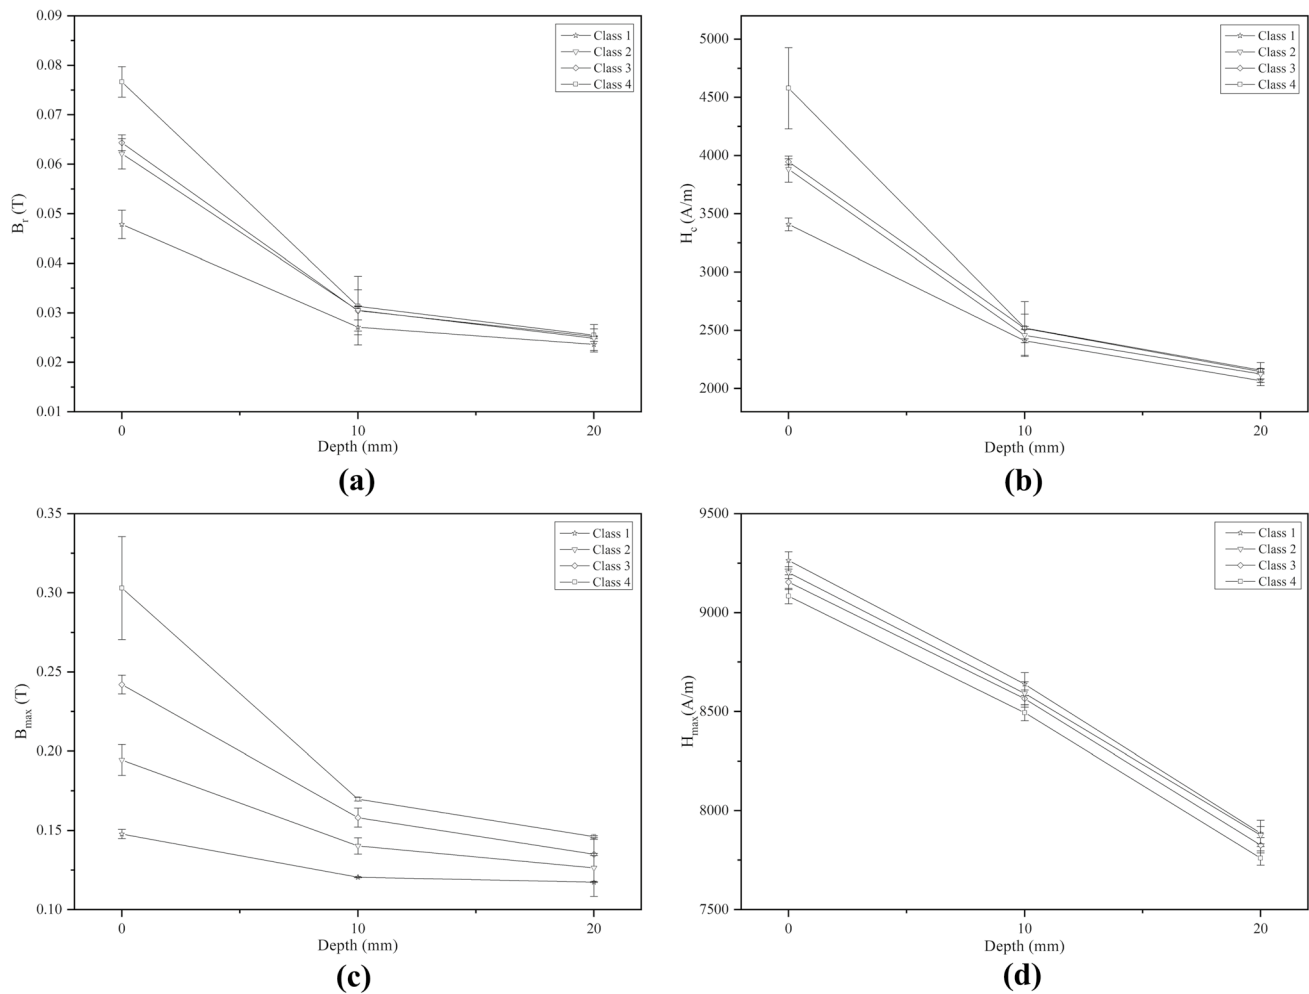 0.09
0.08
0.07
0.06
0.05
0.04
0.03
0.02
0.01
B_r (T)
Class 1
Class 2
Class 3
Class 4
0 10 20
Depth (mm)
(a)
5000
4500
4000
3500
3000
2500
2000
H_c (A/m)
Class 1
Class 2
Class 3
Class 4
0 10 20
Depth (mm)
(b)
0.35
0.30
0.25
0.20
0.15
0.10
B_max (T)
Class 1
Class 2
Class 3
Class 4
0 10 20
Depth (mm)
(c)
9500
9000
8500
8000
7500
H_max(A/m)
Class 1
Class 2
Class 3
Class 4
0 10 20
Depth (mm)
(d)